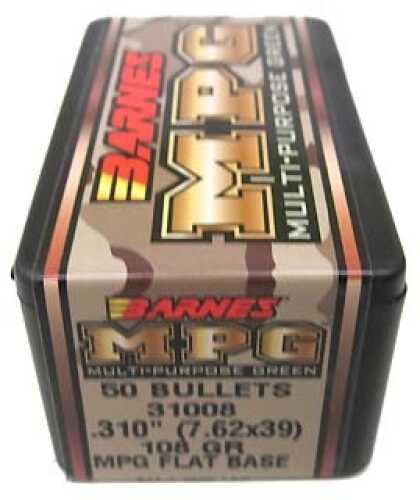 BARNES
MPG
MULTI-PURPOSE GREEN
BARNES
M-PG
MULTI-PURPOSE GREEN
50 BULLETS
31008
.310" (7.62x39)
108 GR
MPG FLAT BASE